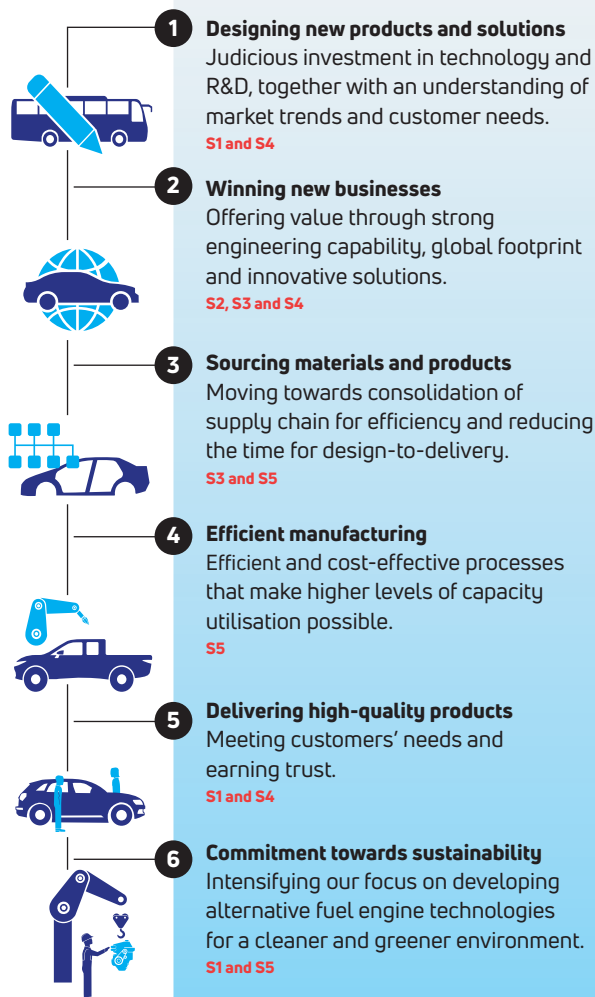 1
Designing new products and solutions
Judicious investment in technology and
R&D, together with an understanding of
market trends and customer needs.
S1 and S4
2
Winning new businesses
Offering value through strong
engineering capability, global footprint
and innovative solutions.
S2, S3 and S4
3
Sourcing materials and products
Moving towards consolidation of
supply chain for efficiency and reducing
the time for design-to-delivery.
S3 and S5
4
Efficient manufacturing
Efficient and cost-effective processes
that make higher levels of capacity
utilisation possible.
S5
5
Delivering high-quality products
Meeting customers’ needs and
earning trust.
S1 and S4
6
Commitment towards sustainability
Intensifying our focus on developing
alternative fuel engine technologies
for a cleaner and greener environment.
S1 and S5